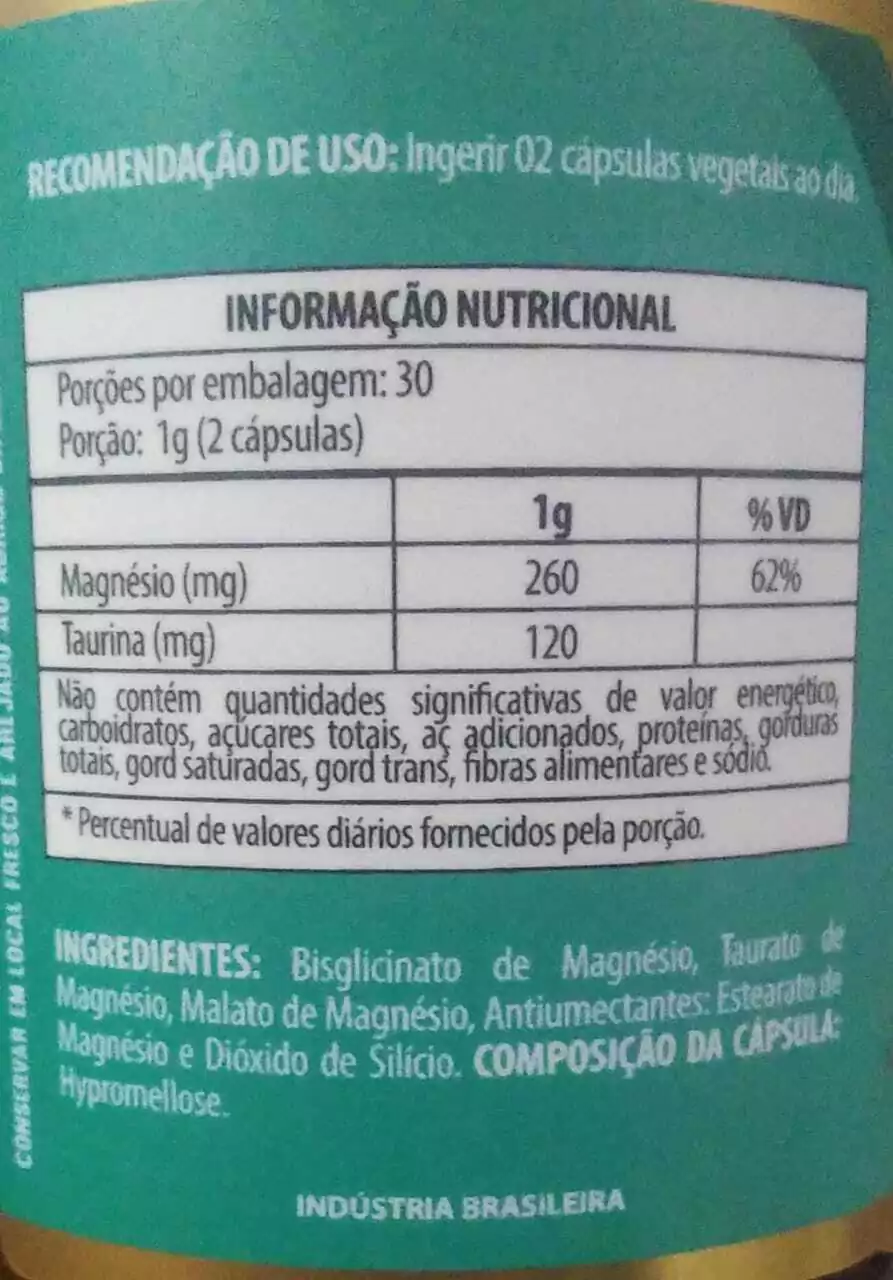 RECOMENDAÇÃO DE USO: Ingerir 02 cápsulas vegetais ao dia.
INFORMAÇÃO NUTRICIONAL
Porções por embalagem: 30
Porção: 1g (2 cápsulas)
1g % VD
Magnésio (mg) 260 62%
Taurina (mg) 120
Não contém quantidades significativas de valor energético,
carboidratos, açúcares totais, aç adicionados, proteínas, gorduras
totais, gord saturadas, gord trans, fibras alimentares e sódio.
* Percentual de valores diários fornecidos pela porção.
INGREDIENTES: Bisglicinato de Magnésio, Taurato de
Magnésio, Malato de Magnésio, Antiumectantes: Estearato de
Magnésio e Dióxido de Silício. COMPOSIÇÃO DA CÁPSULA:
Hypromellose.
INDÚSTRIA BRASILEIRA
CONSERVAR EM LOCAL FRESCO E AREJADO AO